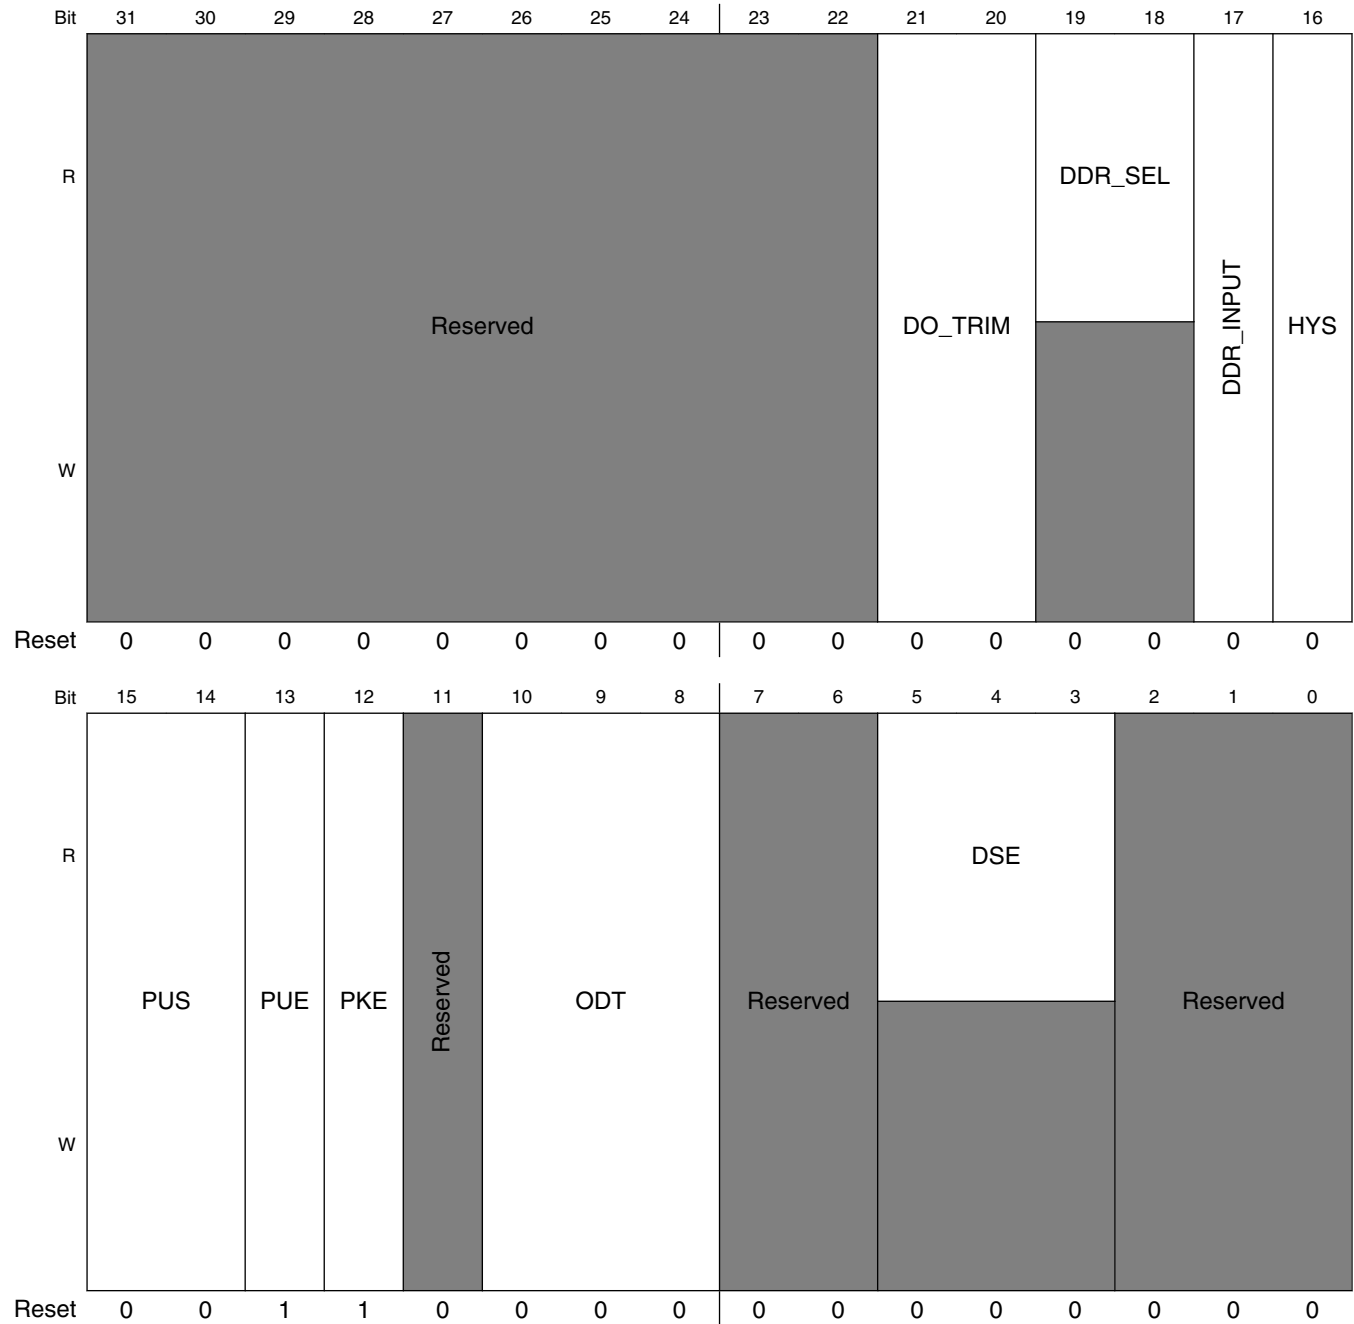 Bit 31 30 29 28 27 26 25 24 23 22 21 20 19 18 17 16
R DDR_SEL
Reserved DO_TRIM DDR_INPUT HYS
W
Reset 0 0 0 0 0 0 0 0 0 0 0 0 0 0 0 0
Bit 15 14 13 12 11 10 9 8 7 6 5 4 3 2 1 0
R DSE
PUS PUE PKE Reserved ODT Reserved Reserved
W
Reset 0 0 1 1 0 0 0 0 0 0 0 0 0 0 0 0